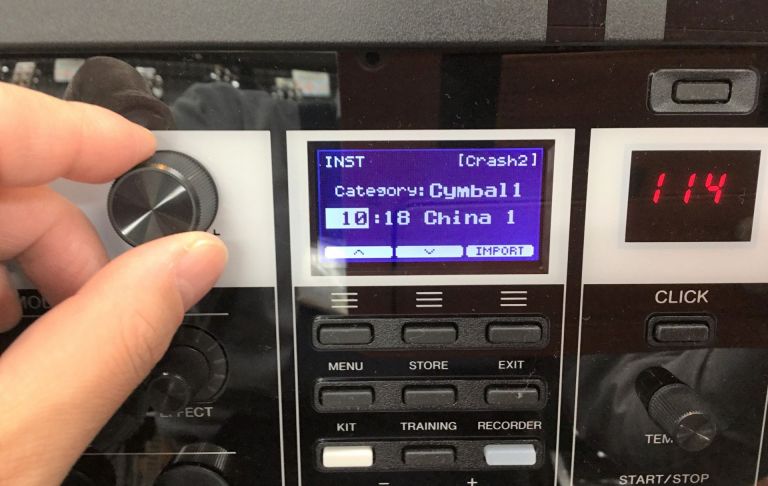 INST [Crash2]
Category:Cymbal1
10:18 China 1
IMPORT
114
CLICK
MENU STORE EXIT
EFFECT
KIT TRAINING RECORDER
START/STOP
- +